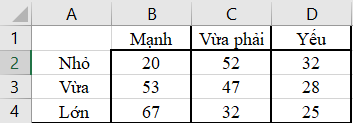 A B C D
1 Mạnh Vừa phải Yếu
2 Nhỏ 20 52 32
3 Vừa 53 47 28
4 Lớn 67 32 25